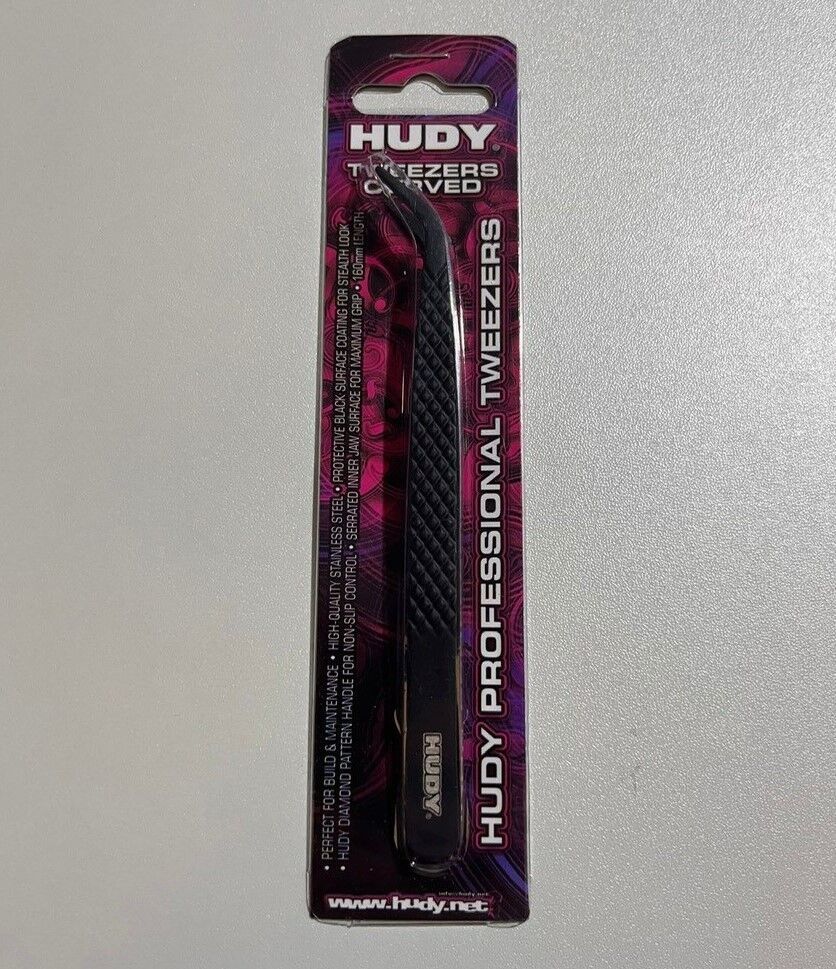 HUDY®
TWEEZERS
CURVED
• PERFECT FOR BUILD & MAINTENANCE • HIGH-QUALITY STAINLESS STEEL • PROTECTIVE BLACK SURFACE COATING FOR STEALTH LOOK
• HUDY DIAMOND PATTERN HANDLE FOR NON-SLIP CONTROL • SERRATED INNER JAW SURFACE FOR MAXIMUM GRIP • 160mm LENGTH
HUDY®
HUDY PROFESSIONAL TWEEZERS
www.hudy.net